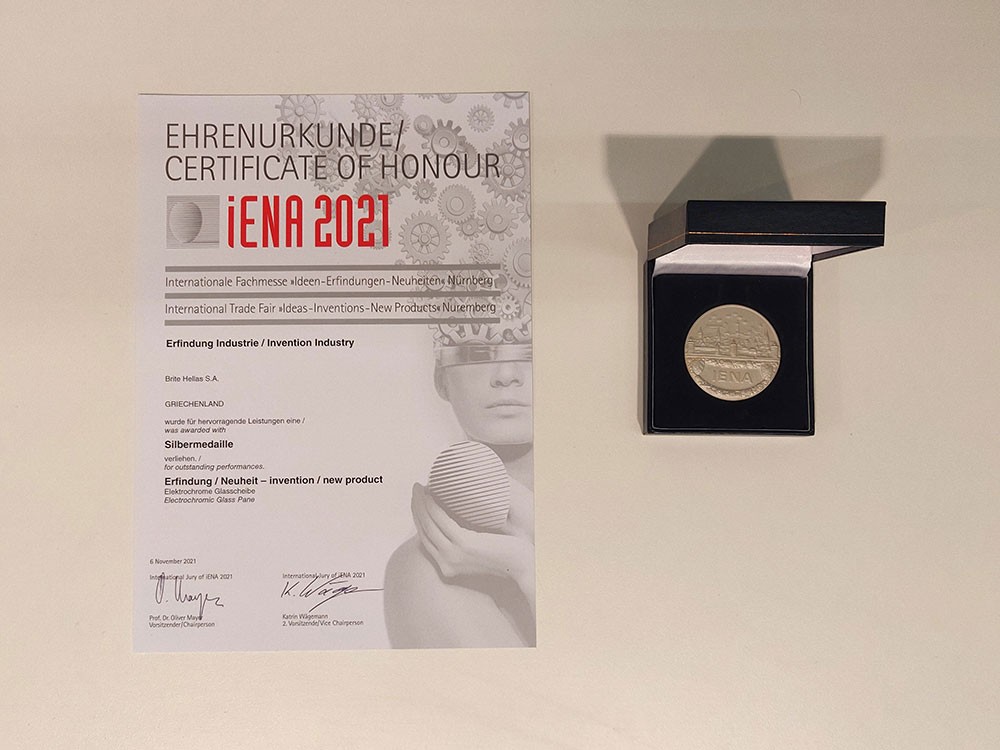 EHRENURKUNDE/
CERTIFICATE OF HONOUR
iENA 2021
Internationale Fachmesse »Ideen-Erfindungen-Neuheiten« Nürnberg
International Trade Fair »Ideas-Inventions-New Products« Nuremberg
Erfindung Industrie / Invention Industry
Brite Hellas S.A.
GRIECHENLAND
wurde für hervorragende Leistungen eine /
was awarded with
Silbermedaille
verliehen, /
for outstanding performances.
Erfindung / Neuheit – invention / new product
Elektrochrome Glasscheibe
Electrochromic Glass Pane
6 November 2021
International Jury of iENA 2021
O. Mayer
Prof. Dr. Oliver Mayer
Vorsitzender/Chairperson
International Jury of iENA 2021
K. Wägemann
Katrin Wägemann
2. Vorsitzende/Vice Chairperson
iENA